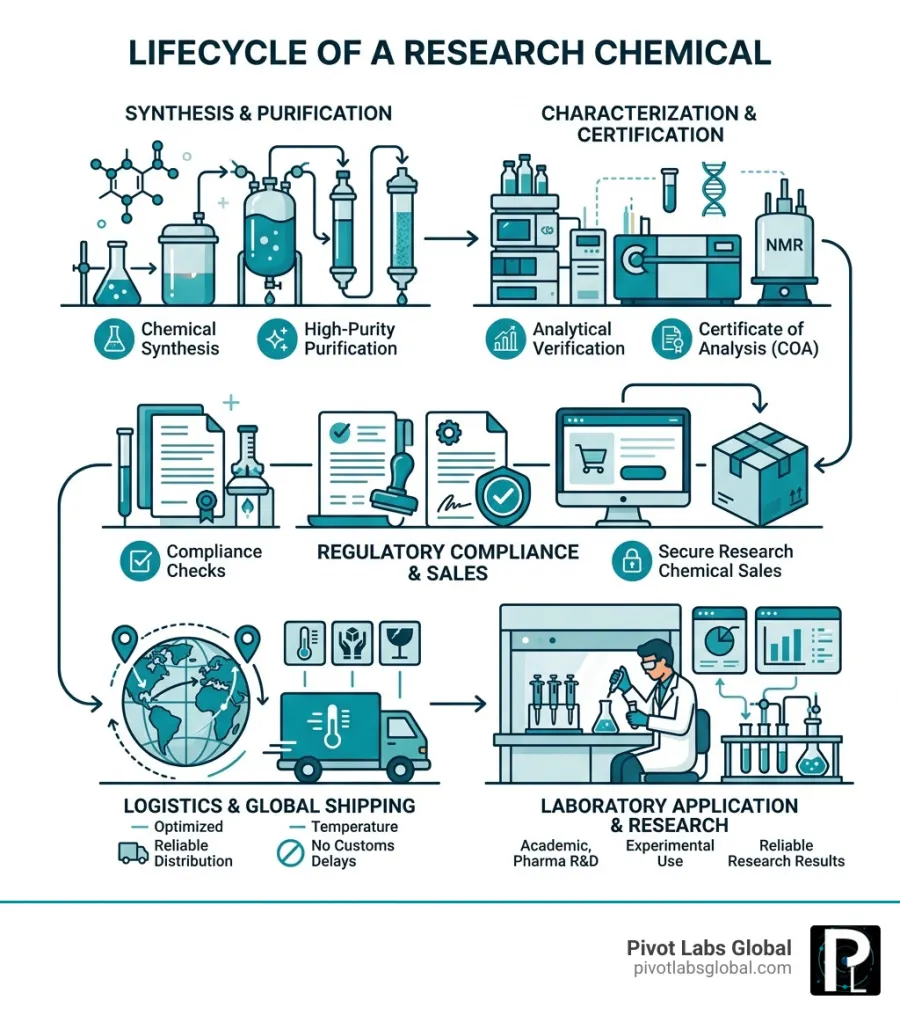 LIFECYCLE OF A RESEARCH CHEMICAL
SYNTHESIS & PURIFICATION
Chemical
Synthesis
High-Purity
Purification
CHARACTERIZATION &
CERTIFICATION
NMR
Analytical
Verification
Certificate of
Analysis (COA)
Compliance
Checks
REGULATORY COMPLIANCE
& SALES
Secure Research
Chemical Sales
LOGISTICS & GLOBAL SHIPPING
Optimized
Temperature
Reliable
Distribution
No Customs
Delays
LABORATORY APPLICATION
& RESEARCH
Academic,
Pharma R&D
Experimental
Use
Reliable
Research Results
Pivot Labs Global
pivotlabsglobal.com
PL